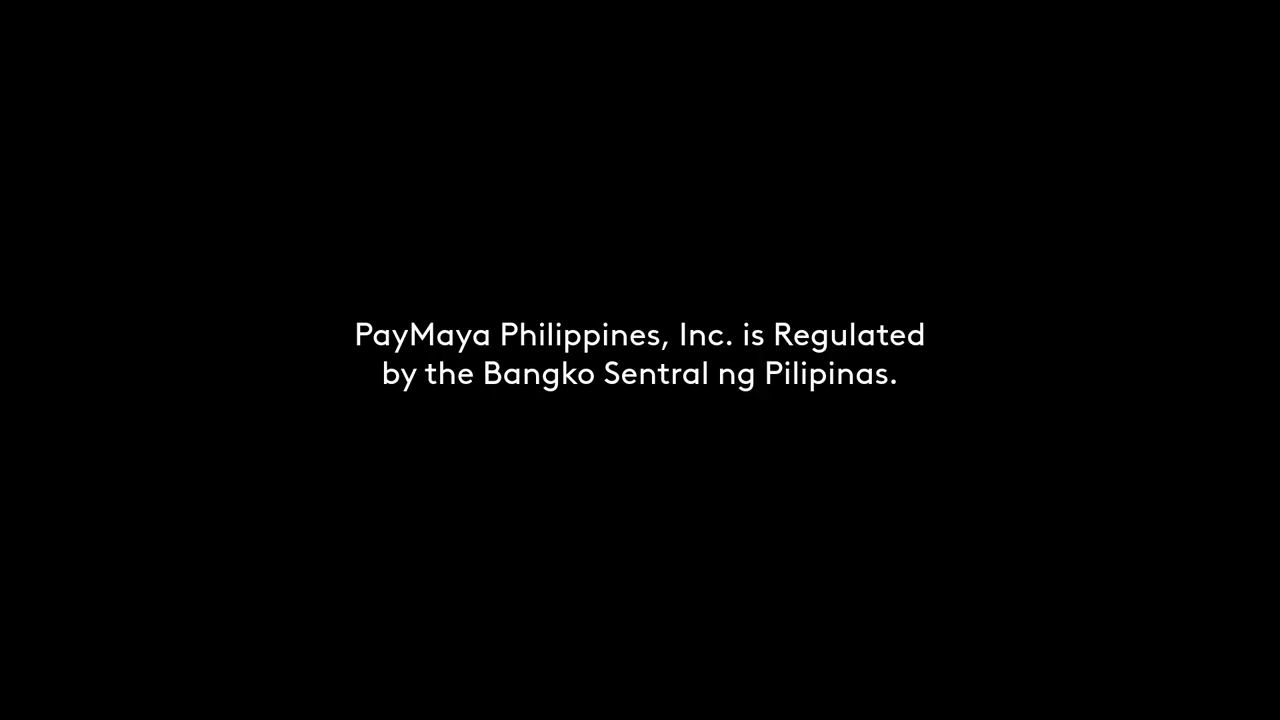 PayMaya Philippines, Inc. is Regulated
by the Bangko Sentral ng Pilipinas.